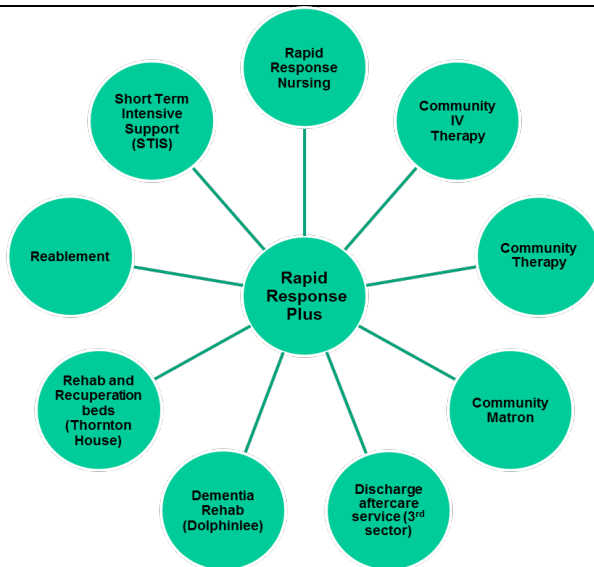 Rapid
Response
Nursing
Short Term
Intensive
Support
(STIS)
Community
IV
Therapy
Reablement
Community
Therapy
Rapid
Response
Plus
Rehab and
Recuperation
beds
(Thornton
House)
Community
Matron
Dementia
Rehab
(Dolphinlee)
Discharge
aftercare
service (3rd
sector)